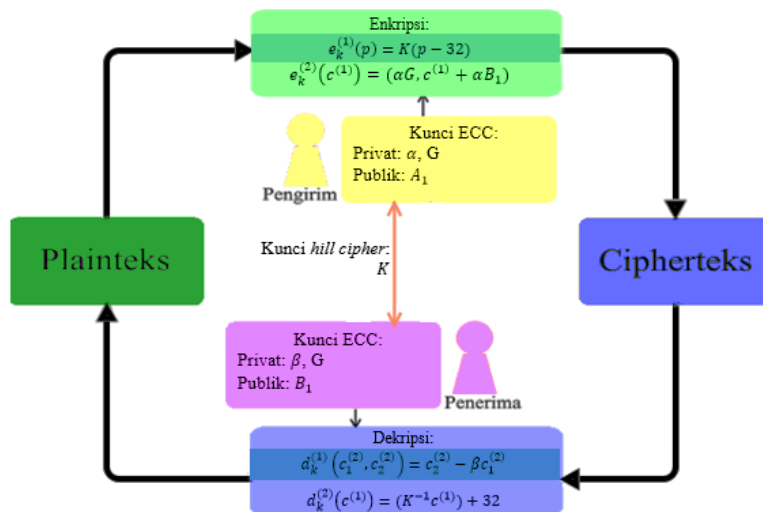 Enkripsi:
e_k^{(1)}(p) = K(p − 32)
e_k^{(2)}(c^{(1)}) = (αG, c^{(1)} + αB_1)
Kunci ECC:
Privat: α, G
Publik: A_1
Pengirim
Plainteks
Kunci hill cipher:
K
Cipherteks
Kunci ECC:
Privat: β, G
Publik: B_1
Penerima
Dekripsi:
d_k^{(1)}(c_1^{(2)}, c_2^{(2)}) = c_2^{(2)} − βc_1^{(2)}
d_k^{(2)}(c^{(1)}) = (K^{−1}c^{(1)}) + 32